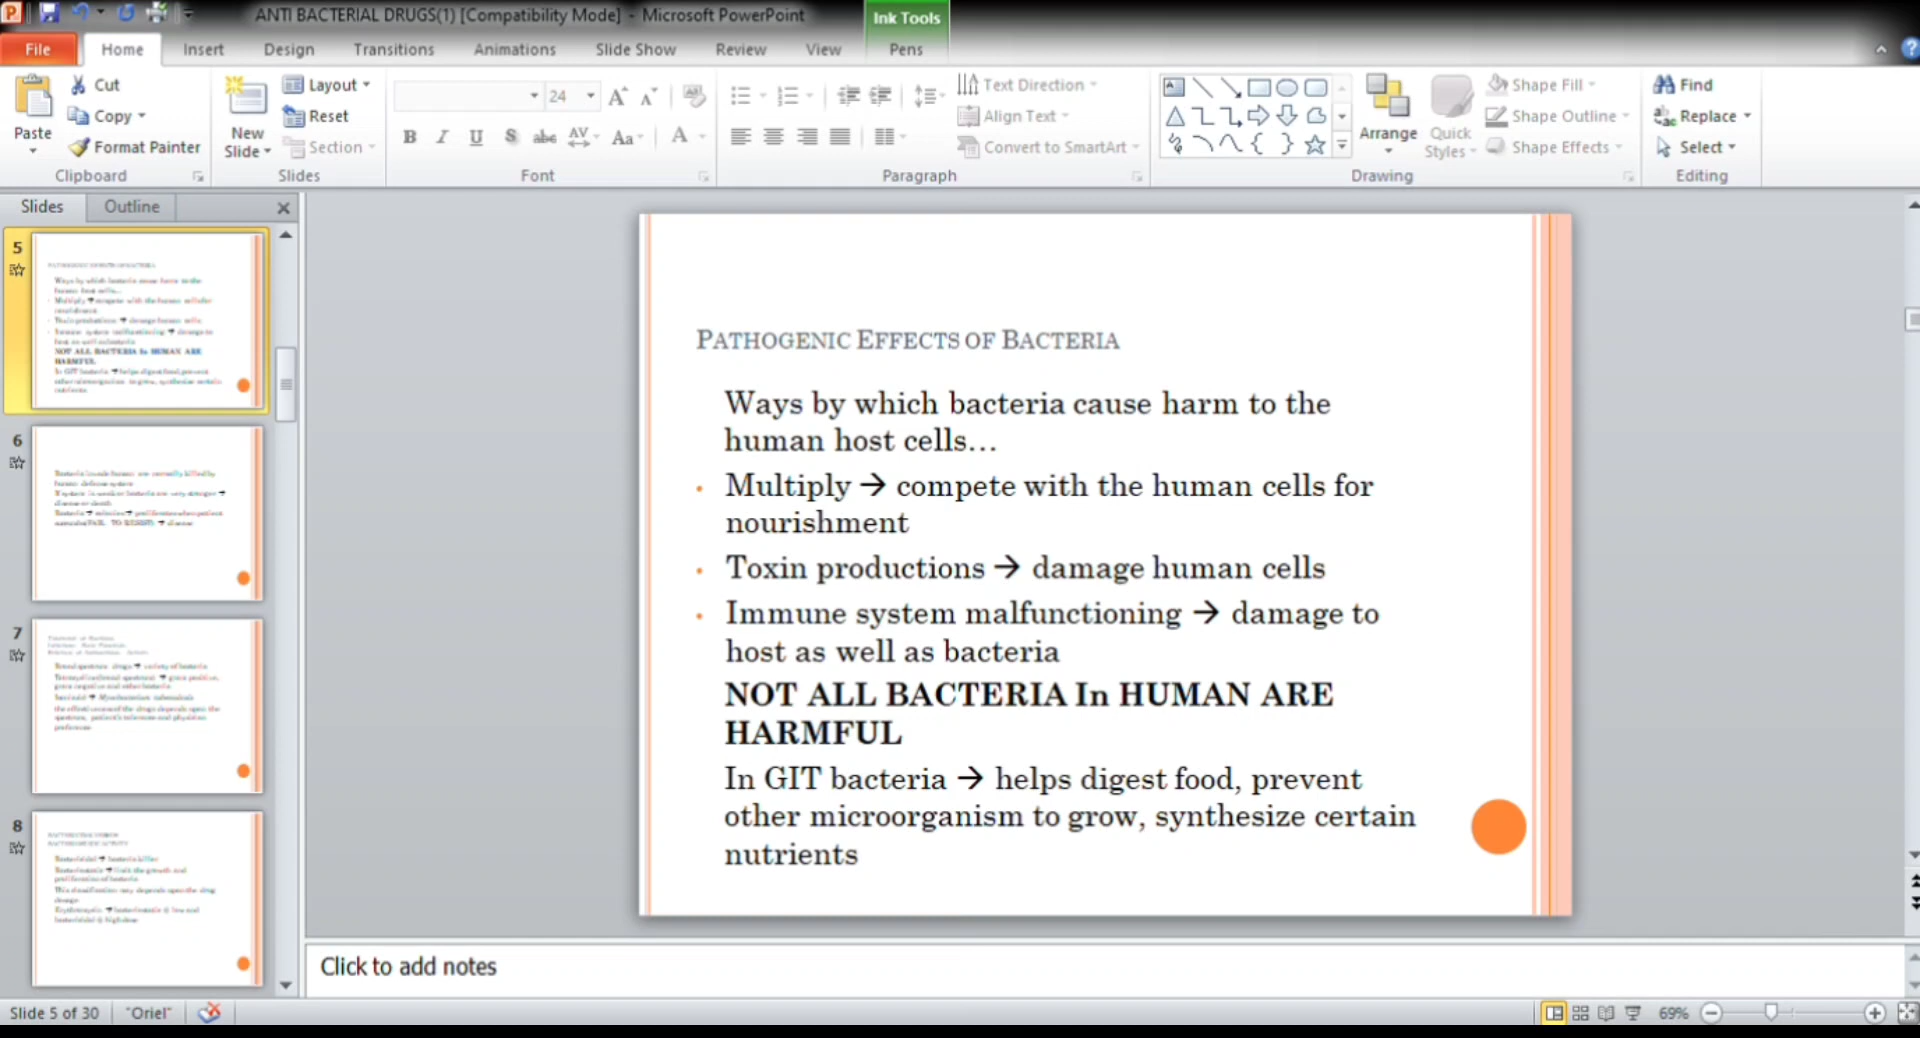 ANTI BACTERIAL DRUGS(1) [Compatibility Mode] - Microsoft PowerPoint
Ink Tools
File Home Insert Design Transitions Animations Slide Show Review View Pens
Paste
Cut
Copy
Format Painter
Clipboard
New Slide
Layout
Reset
Section
Slides
24
Font
Text Direction
Align Text
Convert to SmartArt
Paragraph
Arrange
Quick Styles
Shape Fill
Shape Outline
Shape Effects
Drawing
Find
Replace
Select
Editing
Slides Outline
5
6
7
8
PATHOGENIC EFFECTS OF BACTERIA
Ways by which bacteria cause harm to the
human host cells...
• Multiply → compete with the human cells for
nourishment
• Toxin productions → damage human cells
• Immune system malfunctioning → damage to
host as well as bacteria
NOT ALL BACTERIA In HUMAN ARE
HARMFUL
In GIT bacteria → helps digest food, prevent
other microorganism to grow, synthesize certain
nutrients
Click to add notes
Slide 5 of 30 "Oriel" 69%